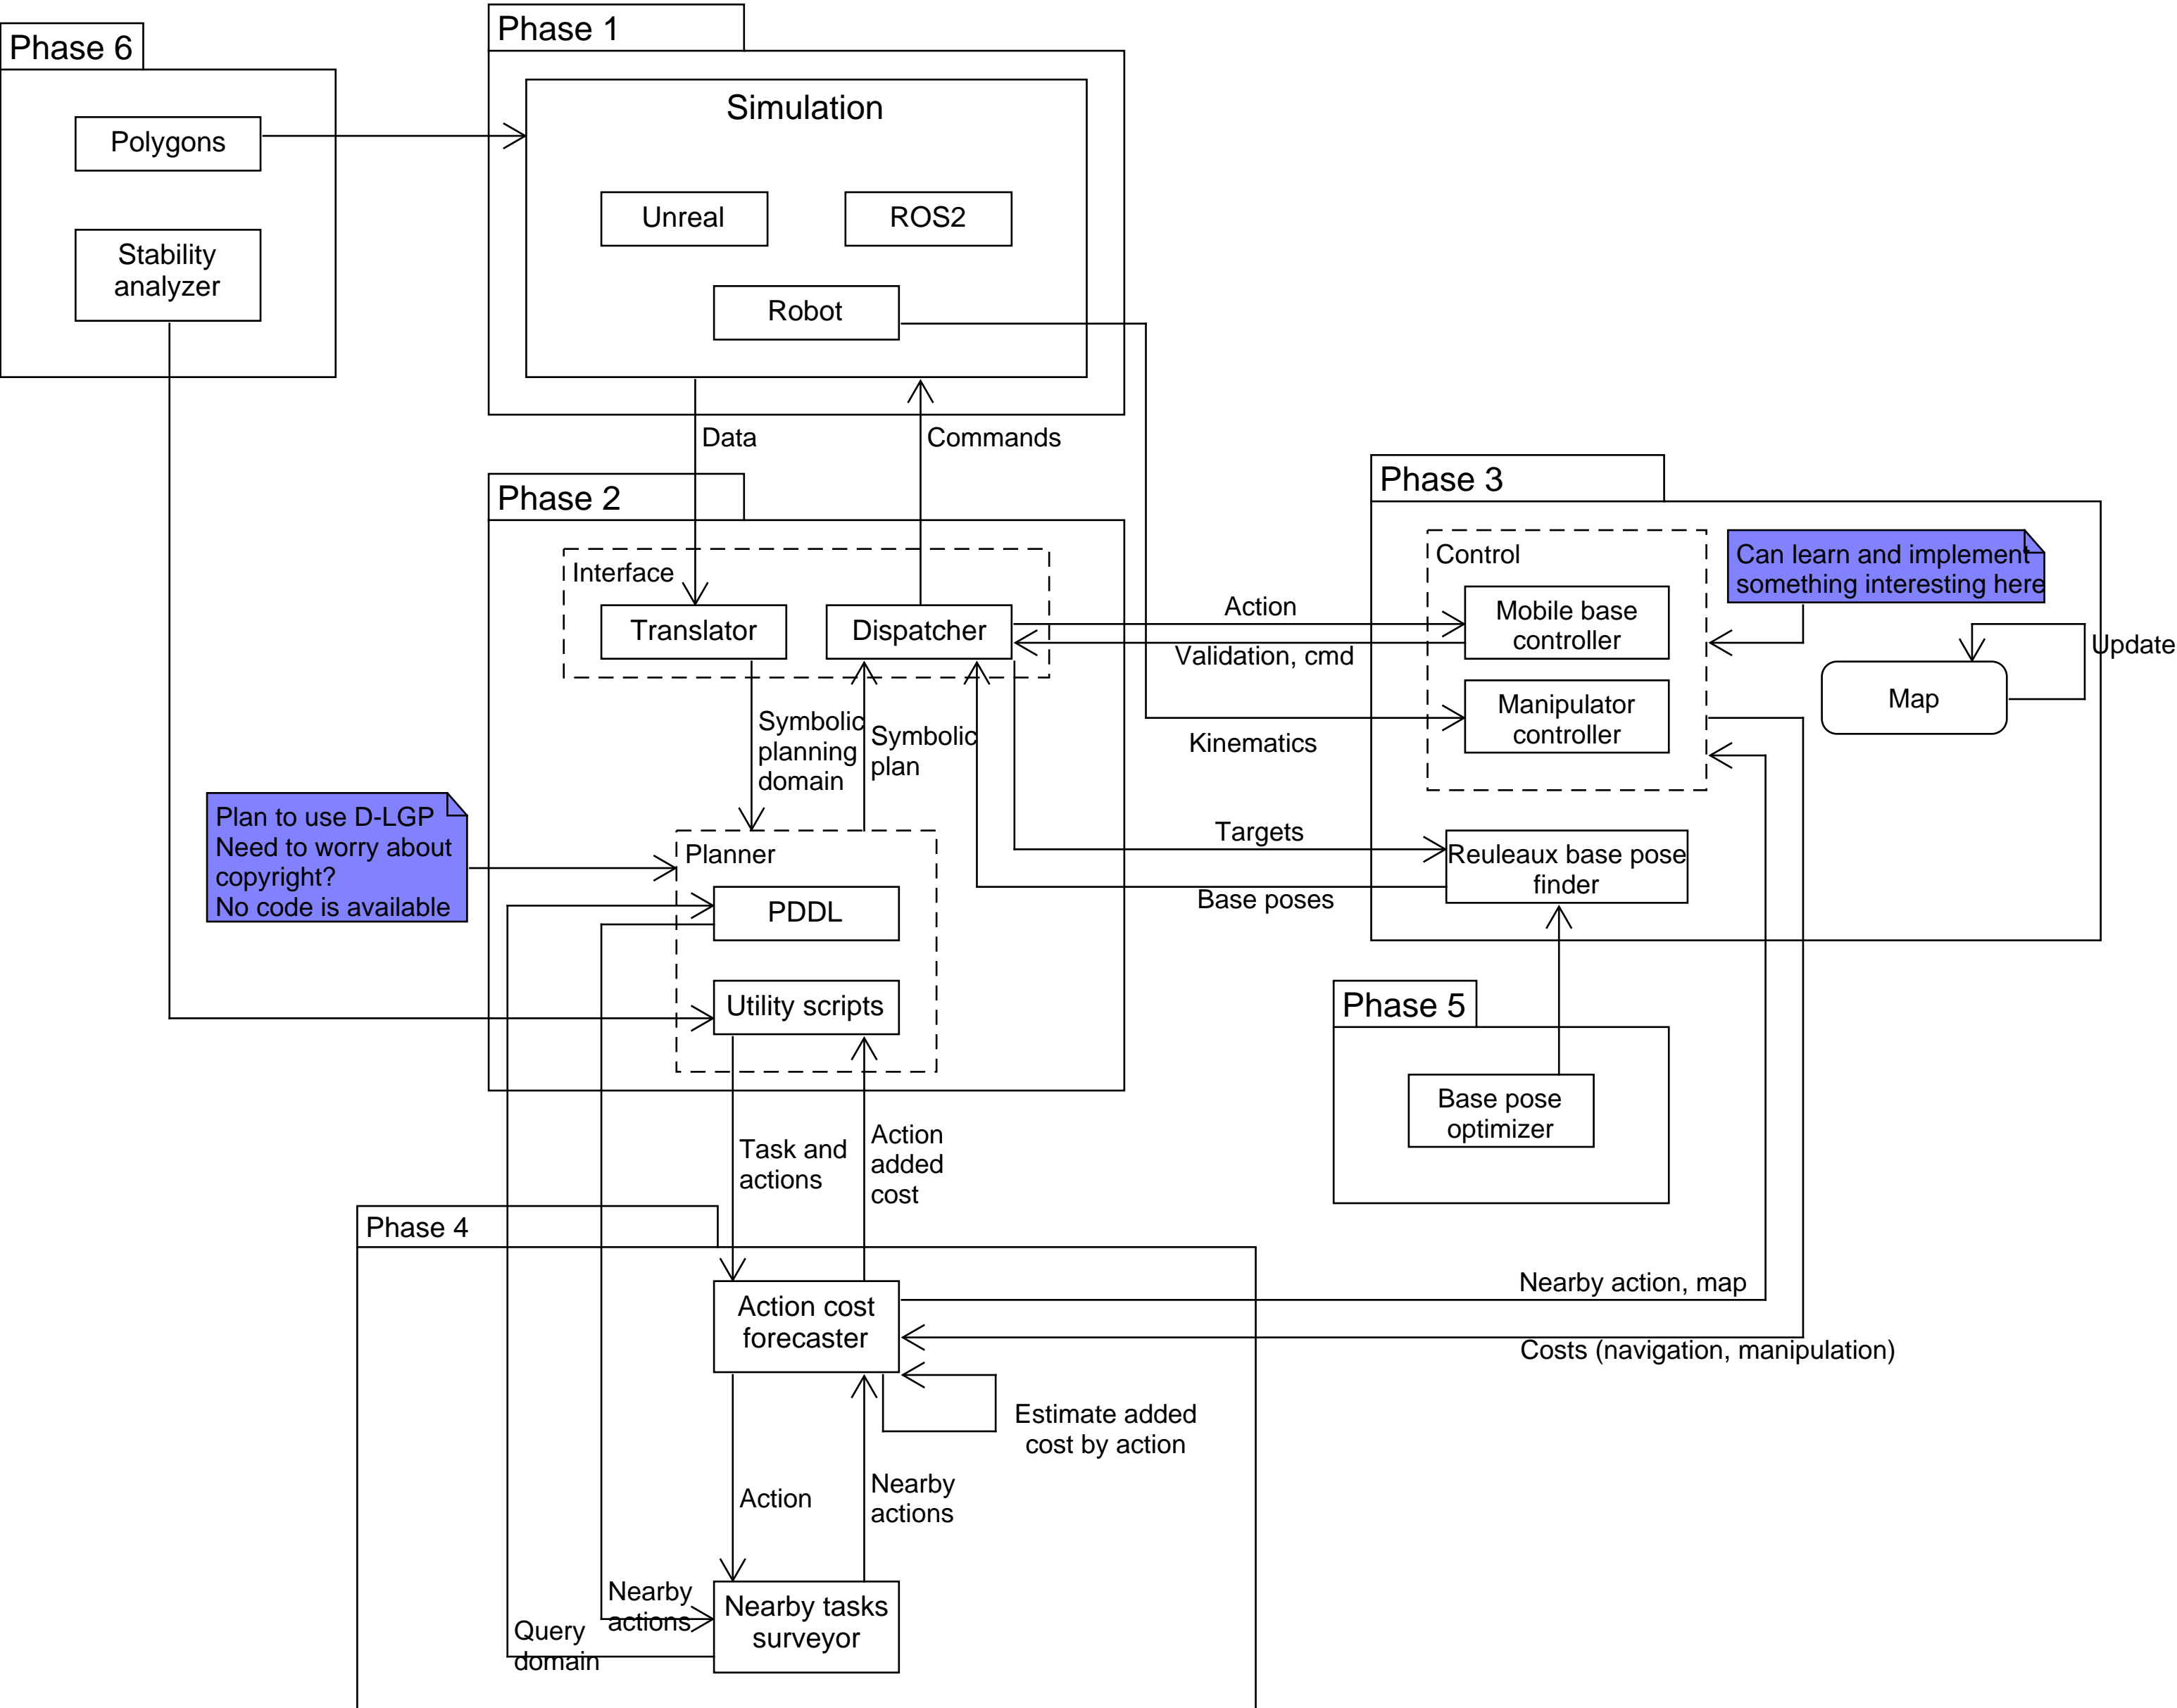 Phase 6
Polygons
Stability
analyzer
Phase 1
Simulation
Unreal
ROS2
Robot
Data
Commands
Phase 2
Interface
Translator
Dispatcher
Symbolic
planning
domain
Symbolic
plan
Plan to use D-LGP
Need to worry about
copyright?
No code is available
Planner
PDDL
Utility scripts
Action
Validation, cmd
Kinematics
Targets
Base poses
Phase 3
Control
Mobile base
controller
Manipulator
controller
Can learn and implement
something interesting here
Map
Update
Reuleaux base pose
finder
Phase 5
Base pose
optimizer
Task and
actions
Action
added
cost
Phase 4
Action cost
forecaster
Nearby action, map
Costs (navigation, manipulation)
Estimate added
cost by action
Action
Nearby
actions
Nearby
actions
Query
domain
Nearby tasks
surveyor